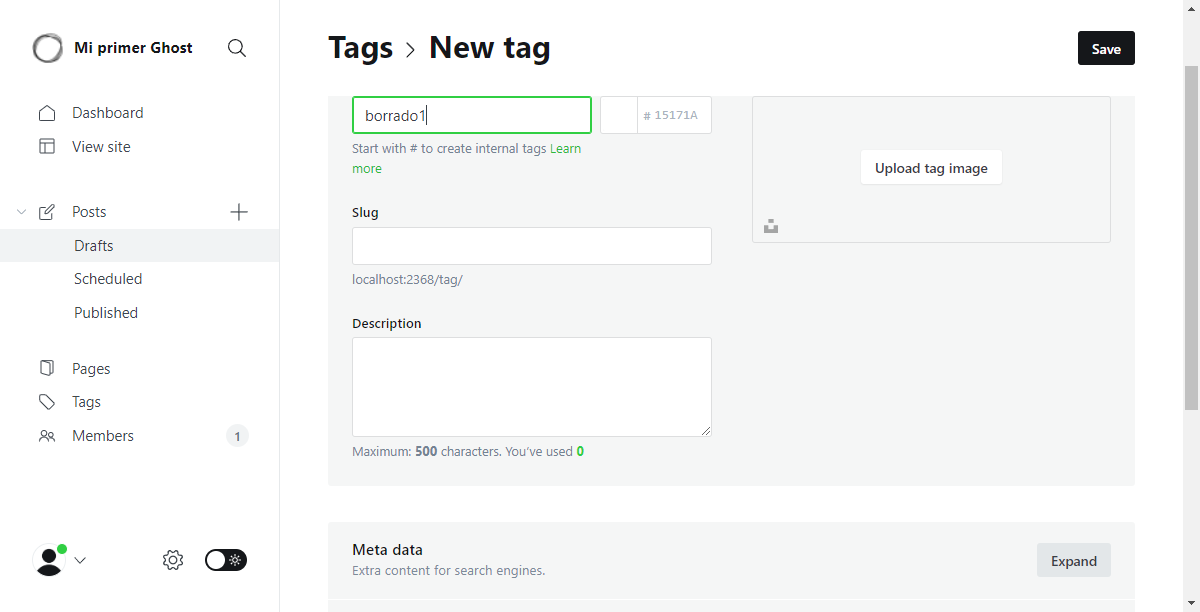 Mi primer Ghost
Dashboard
View site
Posts
Drafts
Scheduled
Published
Pages
Tags
Members
1
Tags > New tag
Save
borrado1
# 15171A
Start with # to create internal tags Learn
more
Upload tag image
Slug
localhost:2368/tag/
Description
Maximum: 500 characters. You’ve used 0
Meta data
Extra content for search engines.
Expand